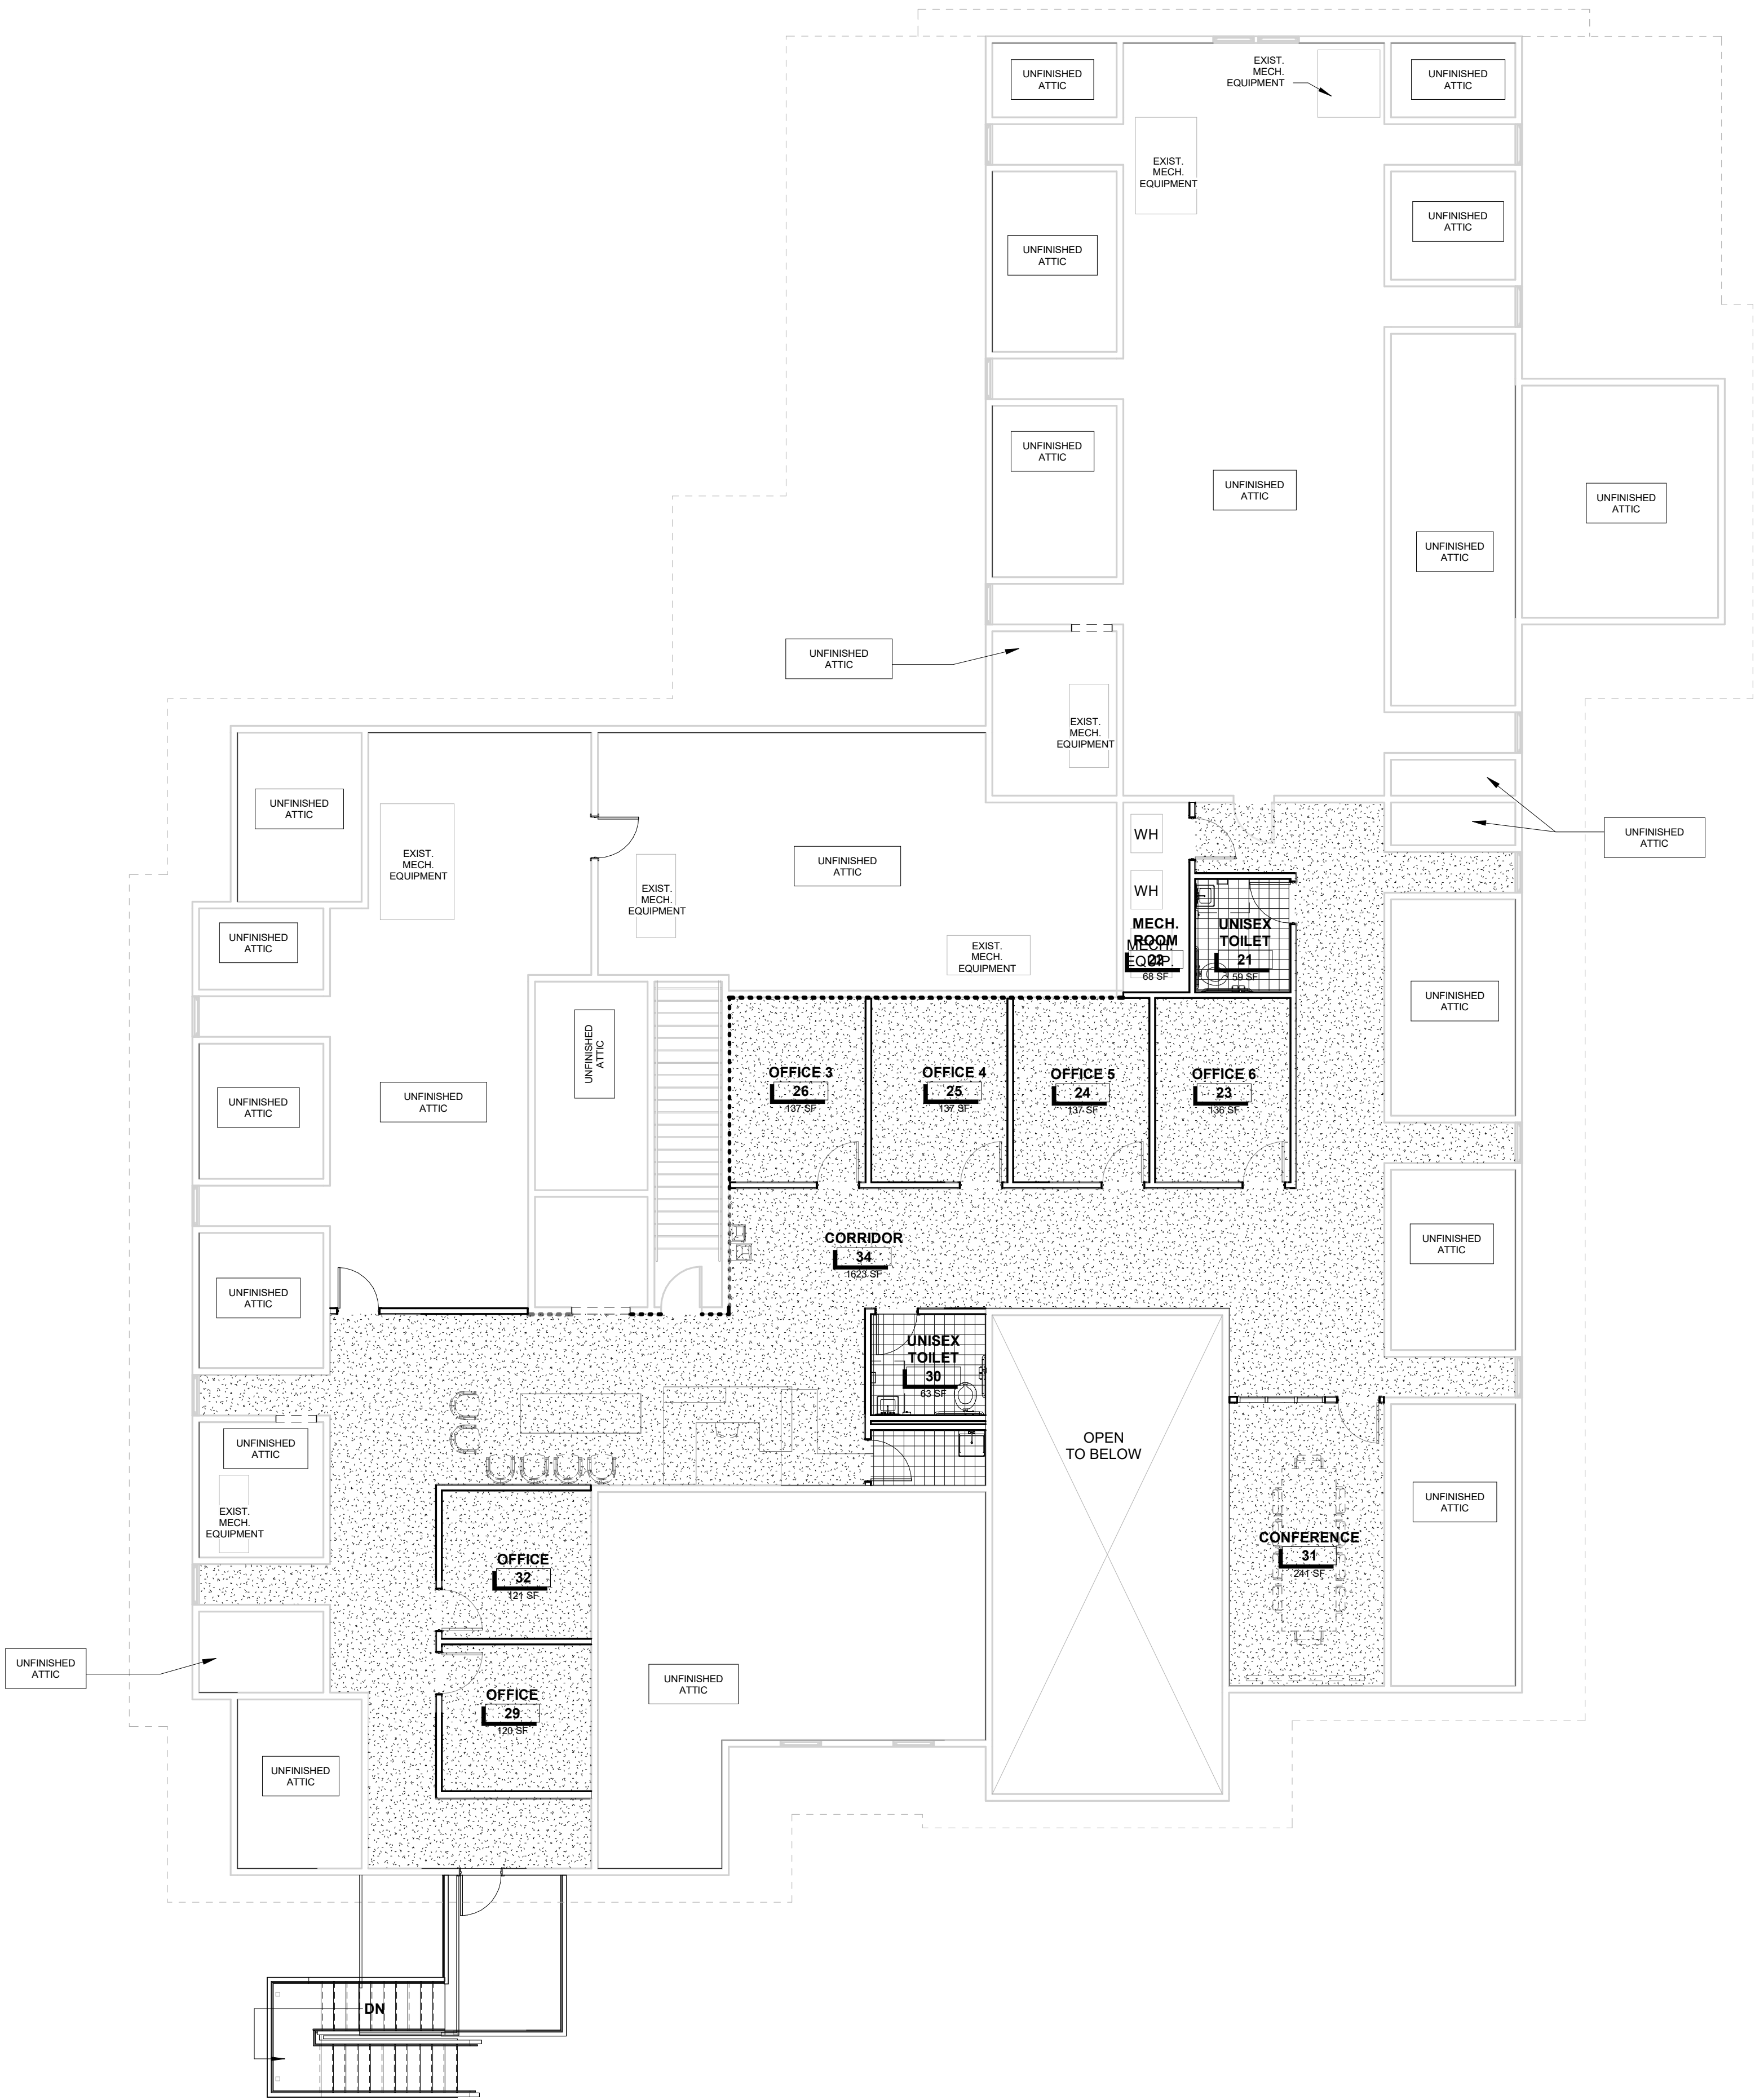 UNFINISHED
ATTIC
EXIST.
MECH.
EQUIPMENT
UNFINISHED
ATTIC
EXIST.
MECH.
EQUIPMENT
UNFINISHED
ATTIC
UNFINISHED
ATTIC
UNFINISHED
ATTIC
UNFINISHED
ATTIC
UNFINISHED
ATTIC
UNFINISHED
ATTIC
UNFINISHED
ATTIC
EXIST.
MECH.
EQUIPMENT
UNFINISHED
ATTIC
UNFINISHED
ATTIC
EXIST.
MECH.
EQUIPMENT
UNFINISHED
ATTIC
EXIST.
MECH.
EQUIPMENT
WH
WH
UNFINISHED
ATTIC
UNFINISHED
ATTIC
EXIST.
MECH.
EQUIPMENT
MECH.
ROOM
22
68 SF
MECH.
EQUIP.
UNISEX
TOILET
21
59 SF
UNFINISHED
ATTIC
UNFINISHED
ATTIC
UNFINISHED
ATTIC
UNFINISHED
ATTIC
OFFICE 3
26
137 SF
OFFICE 4
25
137 SF
OFFICE 5
24
137 SF
OFFICE 6
23
136 SF
CORRIDOR
34
1623 SF
UNFINISHED
ATTIC
UNFINISHED
ATTIC
UNISEX
TOILET
30
63 SF
UNFINISHED
ATTIC
EXIST.
MECH.
EQUIPMENT
OPEN
TO BELOW
UNFINISHED
ATTIC
OFFICE
32
121 SF
CONFERENCE
31
241 SF
UNFINISHED
ATTIC
UNFINISHED
ATTIC
OFFICE
29
120 SF
UNFINISHED
ATTIC
DN